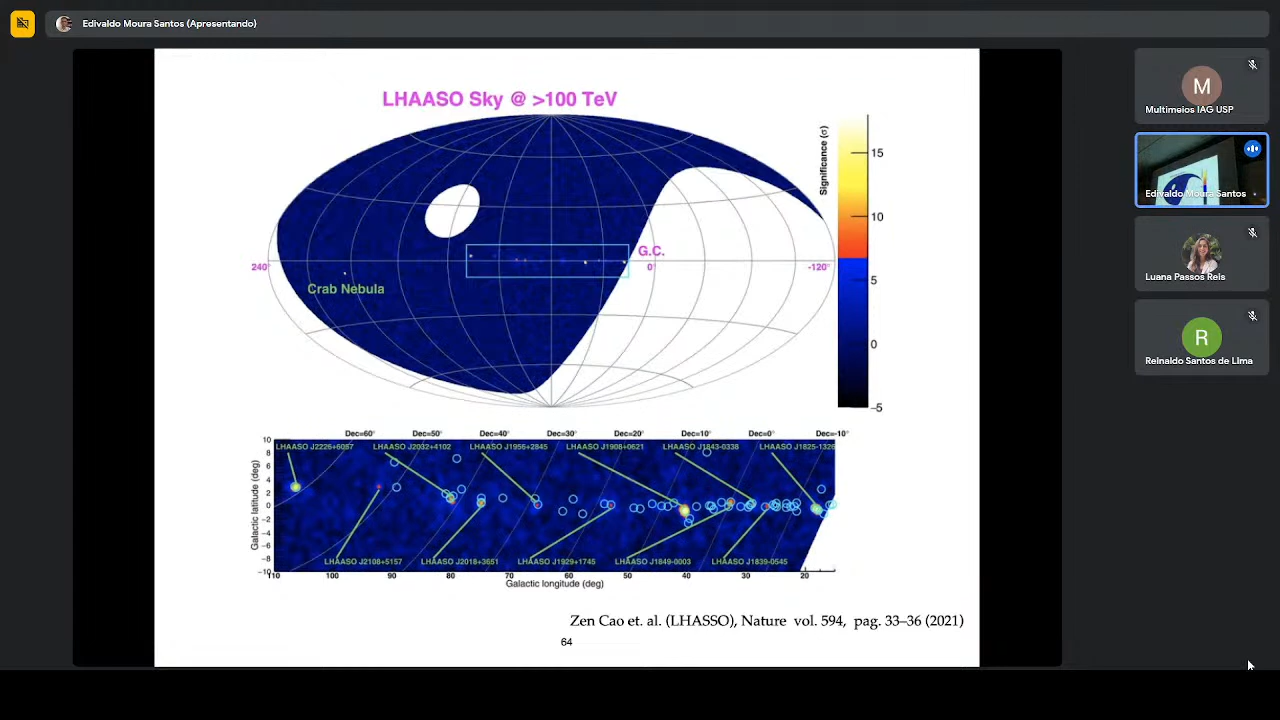 Edivaldo Moura Santos (Apresentando)
LHAASO Sky @ >100 TeV
Significance (σ)
15
10
5
0
−5
240°
G.C.
0°
-120°
Crab Nebula
Dec=60° Dec=50° Dec=40° Dec=30° Dec=20° Dec=10° Dec=0° Dec=-10°
LHAASO J2226+6057 LHAASO J2032+4102 LHAASO J1956+2845 LHAASO J1908+0621 LHAASO J1843-0338 LHAASO J1825-1326
Galactic latitude (deg)
10
8
6
4
2
0
−2
−4
−6
−8
−10
LHAASO J2108+5157 LHAASO J2018+3651 LHAASO J1929+1745 LHAASO J1849-0003 LHAASO J1839-0545
110 100 90 80 70 60 50 40 30 20
Galactic longitude (deg)
Zen Cao et. al. (LHASSO), Nature vol. 594, pag. 33–36 (2021)
64
M
Multimeios IAG USP
Edivaldo Moura Santos
Luana Passos Reis
R
Reinaldo Santos de Lima